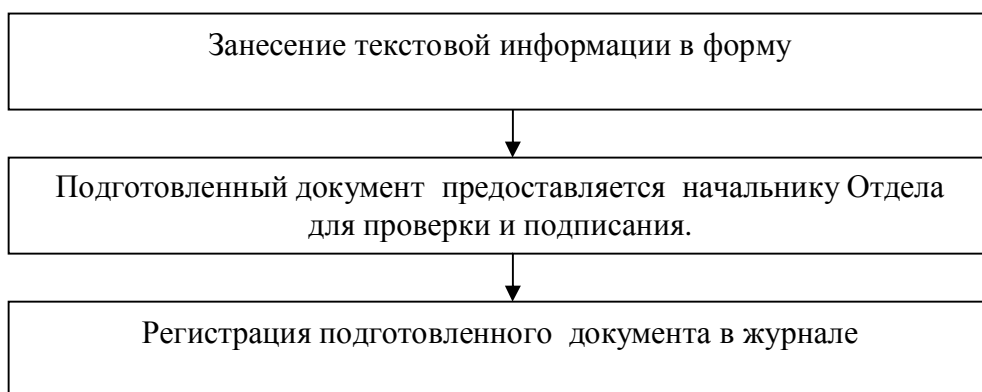 Занесение текстовой информации в форму
Подготовленный документ предоставляется начальнику Отдела
для проверки и подписания.
Регистрация подготовленного документа в журнале